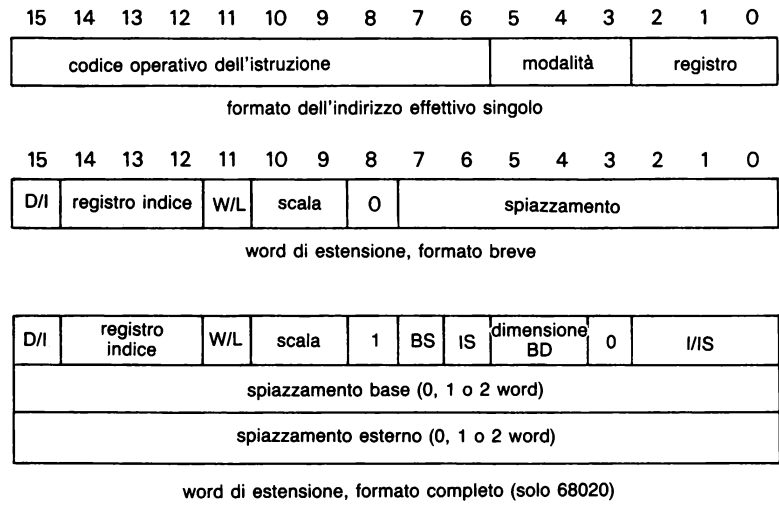 15 14 13 12 11 10 9 8 7 6 5 4 3 2 1 0
codice operativo dell'istruzione modalità registro
formato dell'indirizzo effettivo singolo
15 14 13 12 11 10 9 8 7 6 5 4 3 2 1 0
D/I registro indice W/L scala 0 spiazzamento
word di estensione, formato breve
D/I registro indice W/L scala 1 BS IS dimensione BD 0 I/IS
spiazzamento base (0, 1 o 2 word)
spiazzamento esterno (0, 1 o 2 word)
word di estensione, formato completo (solo 68020)